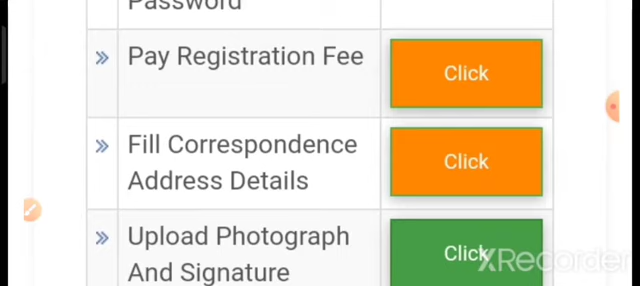 Password
Pay Registration Fee
Click
Fill Correspondence
Address Details
Click
Upload Photograph
And Signature
Click
XRecorder